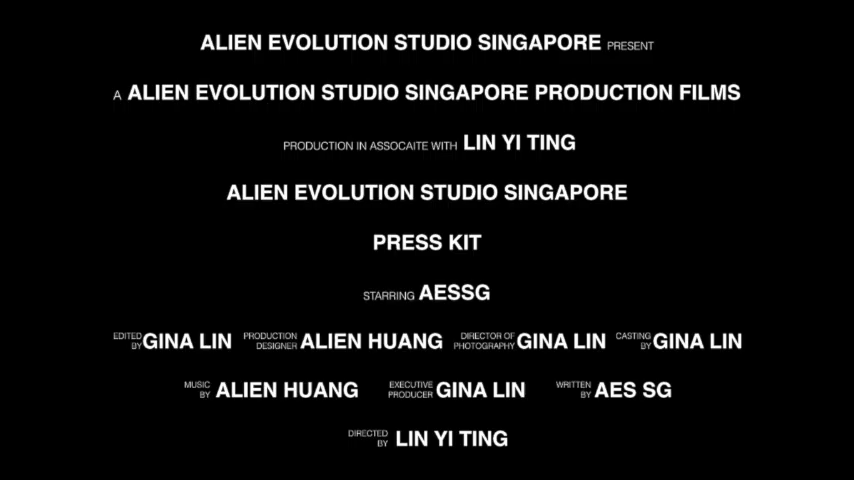 ALIEN EVOLUTION STUDIO SINGAPORE PRESENT
A ALIEN EVOLUTION STUDIO SINGAPORE PRODUCTION FILMS
PRODUCTION IN ASSOCAITE WITH LIN YI TING
ALIEN EVOLUTION STUDIO SINGAPORE
PRESS KIT
STARRING AESSG
EDITED BY GINA LIN PRODUCTION DESIGNER ALIEN HUANG DIRECTOR OF PHOTOGRAPHY GINA LIN CASTING BY GINA LIN
MUSIC BY ALIEN HUANG EXECUTIVE PRODUCER GINA LIN WRITTEN BY AES SG
DIRECTED BY LIN YI TING